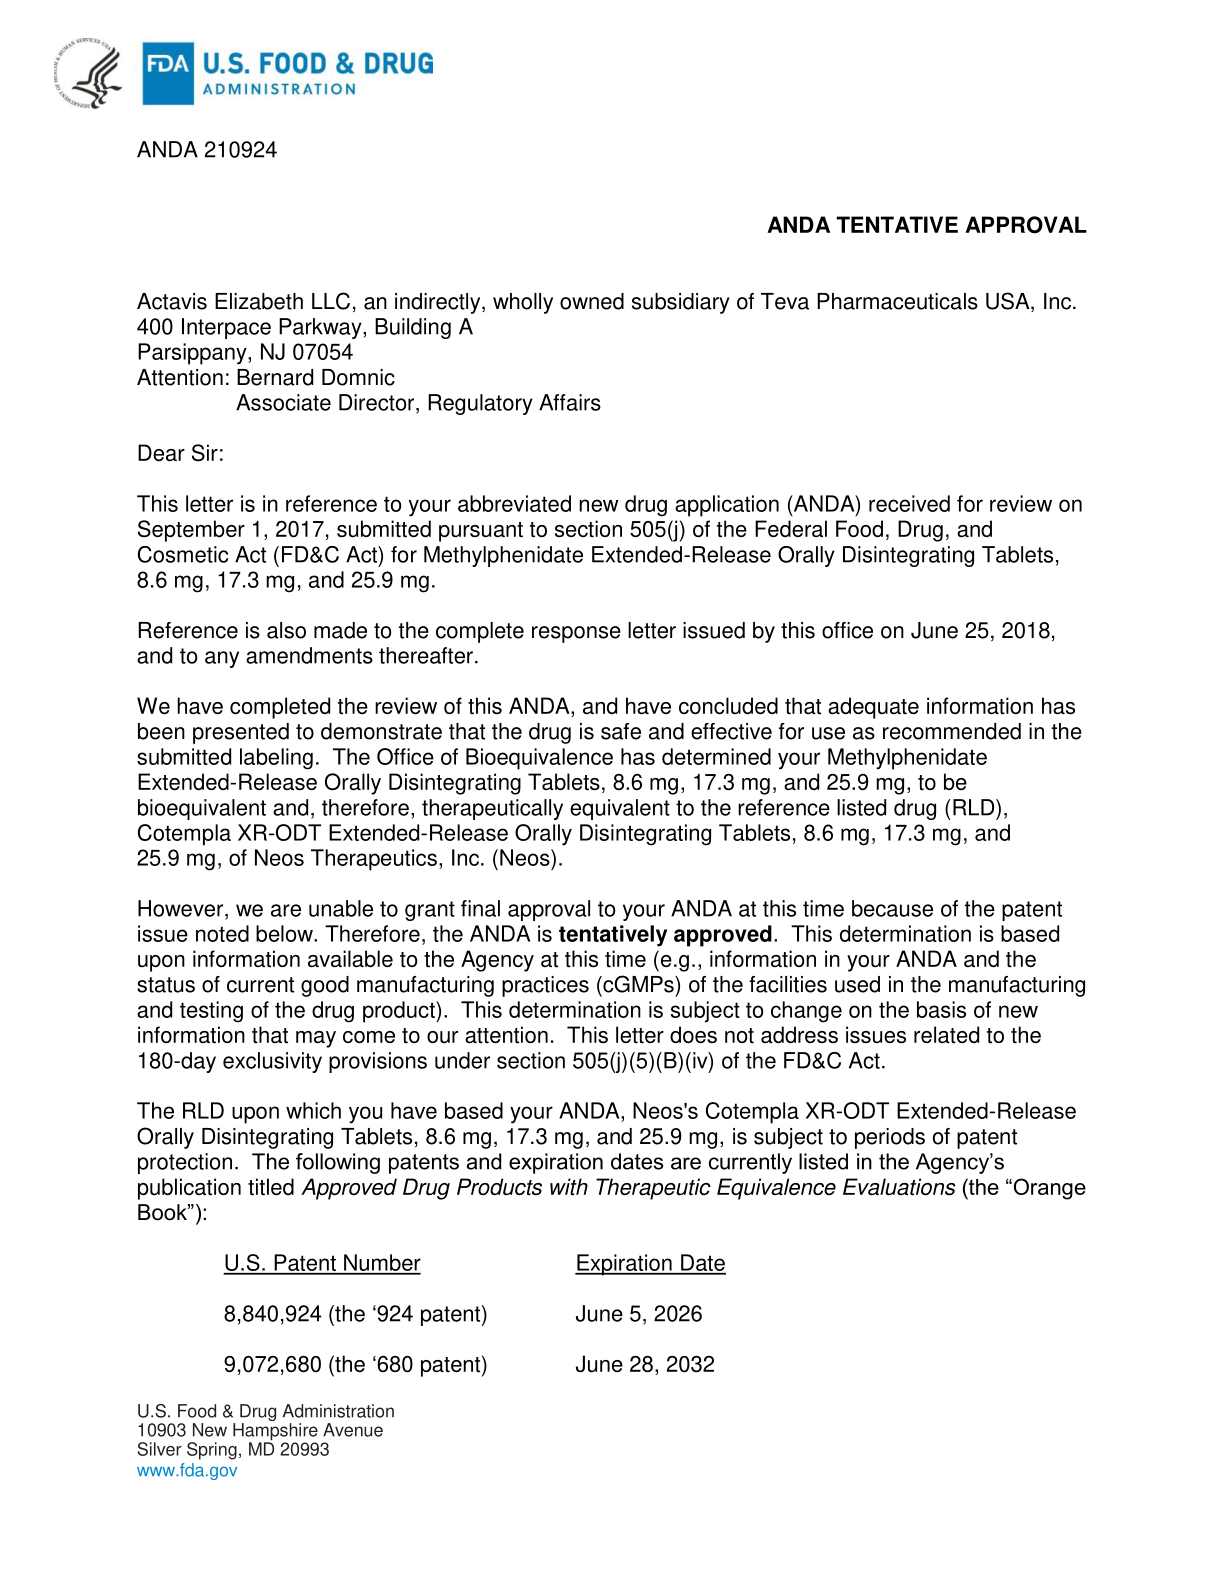 FDA U.S. FOOD & DRUG
ADMINISTRATION
ANDA 210924
ANDA TENTATIVE APPROVAL
Actavis Elizabeth LLC, an indirectly, wholly owned subsidiary of Teva Pharmaceuticals USA, Inc.
400 Interpace Parkway, Building A
Parsippany, NJ 07054
Attention: Bernard Domnic
Associate Director, Regulatory Affairs
Dear Sir:
This letter is in reference to your abbreviated new drug application (ANDA) received for review on
September 1, 2017, submitted pursuant to section 505(j) of the Federal Food, Drug, and
Cosmetic Act (FD&C Act) for Methylphenidate Extended-Release Orally Disintegrating Tablets,
8.6 mg, 17.3 mg, and 25.9 mg.
Reference is also made to the complete response letter issued by this office on June 25, 2018,
and to any amendments thereafter.
We have completed the review of this ANDA, and have concluded that adequate information has
been presented to demonstrate that the drug is safe and effective for use as recommended in the
submitted labeling.  The Office of Bioequivalence has determined your Methylphenidate
Extended-Release Orally Disintegrating Tablets, 8.6 mg, 17.3 mg, and 25.9 mg, to be
bioequivalent and, therefore, therapeutically equivalent to the reference listed drug (RLD),
Cotempla XR-ODT Extended-Release Orally Disintegrating Tablets, 8.6 mg, 17.3 mg, and
25.9 mg, of Neos Therapeutics, Inc. (Neos).
However, we are unable to grant final approval to your ANDA at this time because of the patent
issue noted below. Therefore, the ANDA is tentatively approved.  This determination is based
upon information available to the Agency at this time (e.g., information in your ANDA and the
status of current good manufacturing practices (cGMPs) of the facilities used in the manufacturing
and testing of the drug product).  This determination is subject to change on the basis of new
information that may come to our attention.  This letter does not address issues related to the
180-day exclusivity provisions under section 505(j)(5)(B)(iv) of the FD&C Act.
The RLD upon which you have based your ANDA, Neos's Cotempla XR-ODT Extended-Release
Orally Disintegrating Tablets, 8.6 mg, 17.3 mg, and 25.9 mg, is subject to periods of patent
protection.  The following patents and expiration dates are currently listed in the Agency’s
publication titled Approved Drug Products with Therapeutic Equivalence Evaluations (the “Orange
Book”):
U.S. Patent Number Expiration Date
8,840,924 (the ‘924 patent) June 5, 2026
9,072,680 (the ‘680 patent) June 28, 2032
U.S. Food & Drug Administration
10903 New Hampshire Avenue
Silver Spring, MD 20993
www.fda.gov